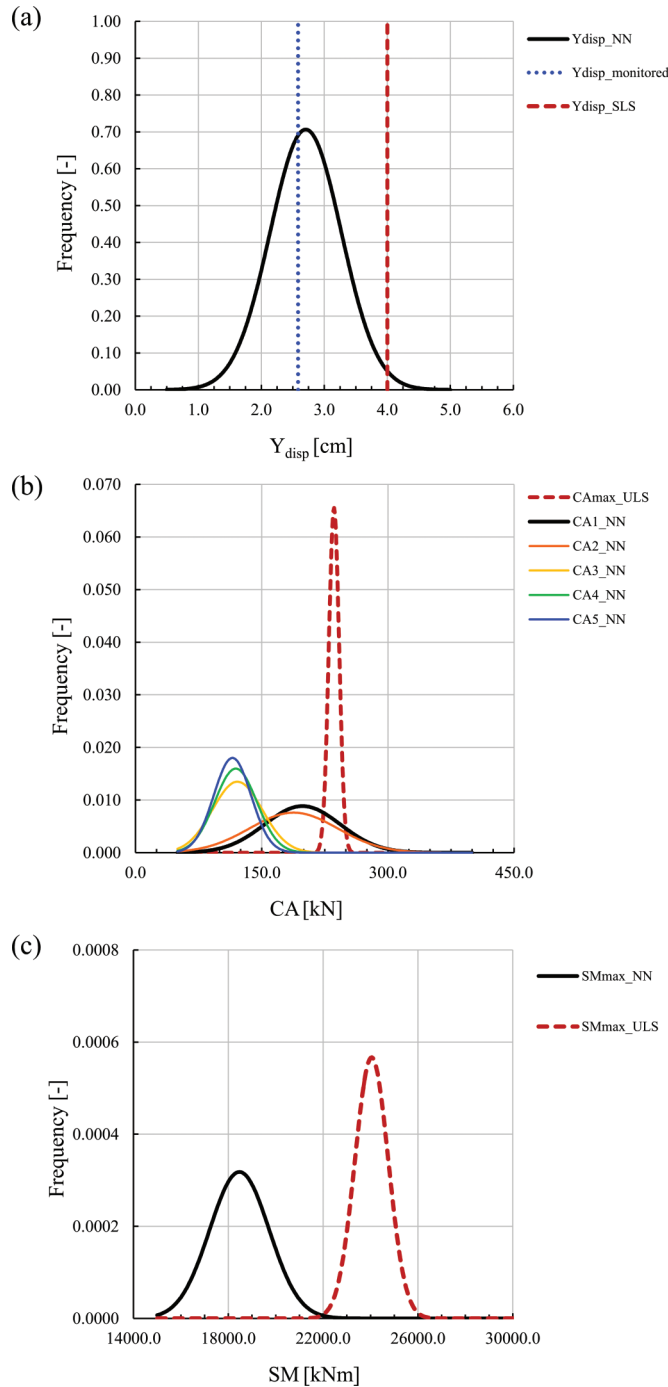 (a)
1.00
0.90
0.80
0.70
0.60
0.50
0.40
0.30
0.20
0.10
0.00
Frequency [-]
0.0 1.0 2.0 3.0 4.0 5.0 6.0
Ydisp [cm]
Ydisp_NN
Ydisp_monitored
Ydisp_SLS
(b)
0.070
0.060
0.050
0.040
0.030
0.020
0.010
0.000
Frequency [-]
0.0 150.0 300.0 450.0
CA [kN]
CAmax_ULS
CA1_NN
CA2_NN
CA3_NN
CA4_NN
CA5_NN
(c)
0.0008
0.0006
0.0004
0.0002
0.0000
Frequency [-]
14000.0 18000.0 22000.0 26000.0 30000.0
SM [kNm]
SMmax_NN
SMmax_ULS